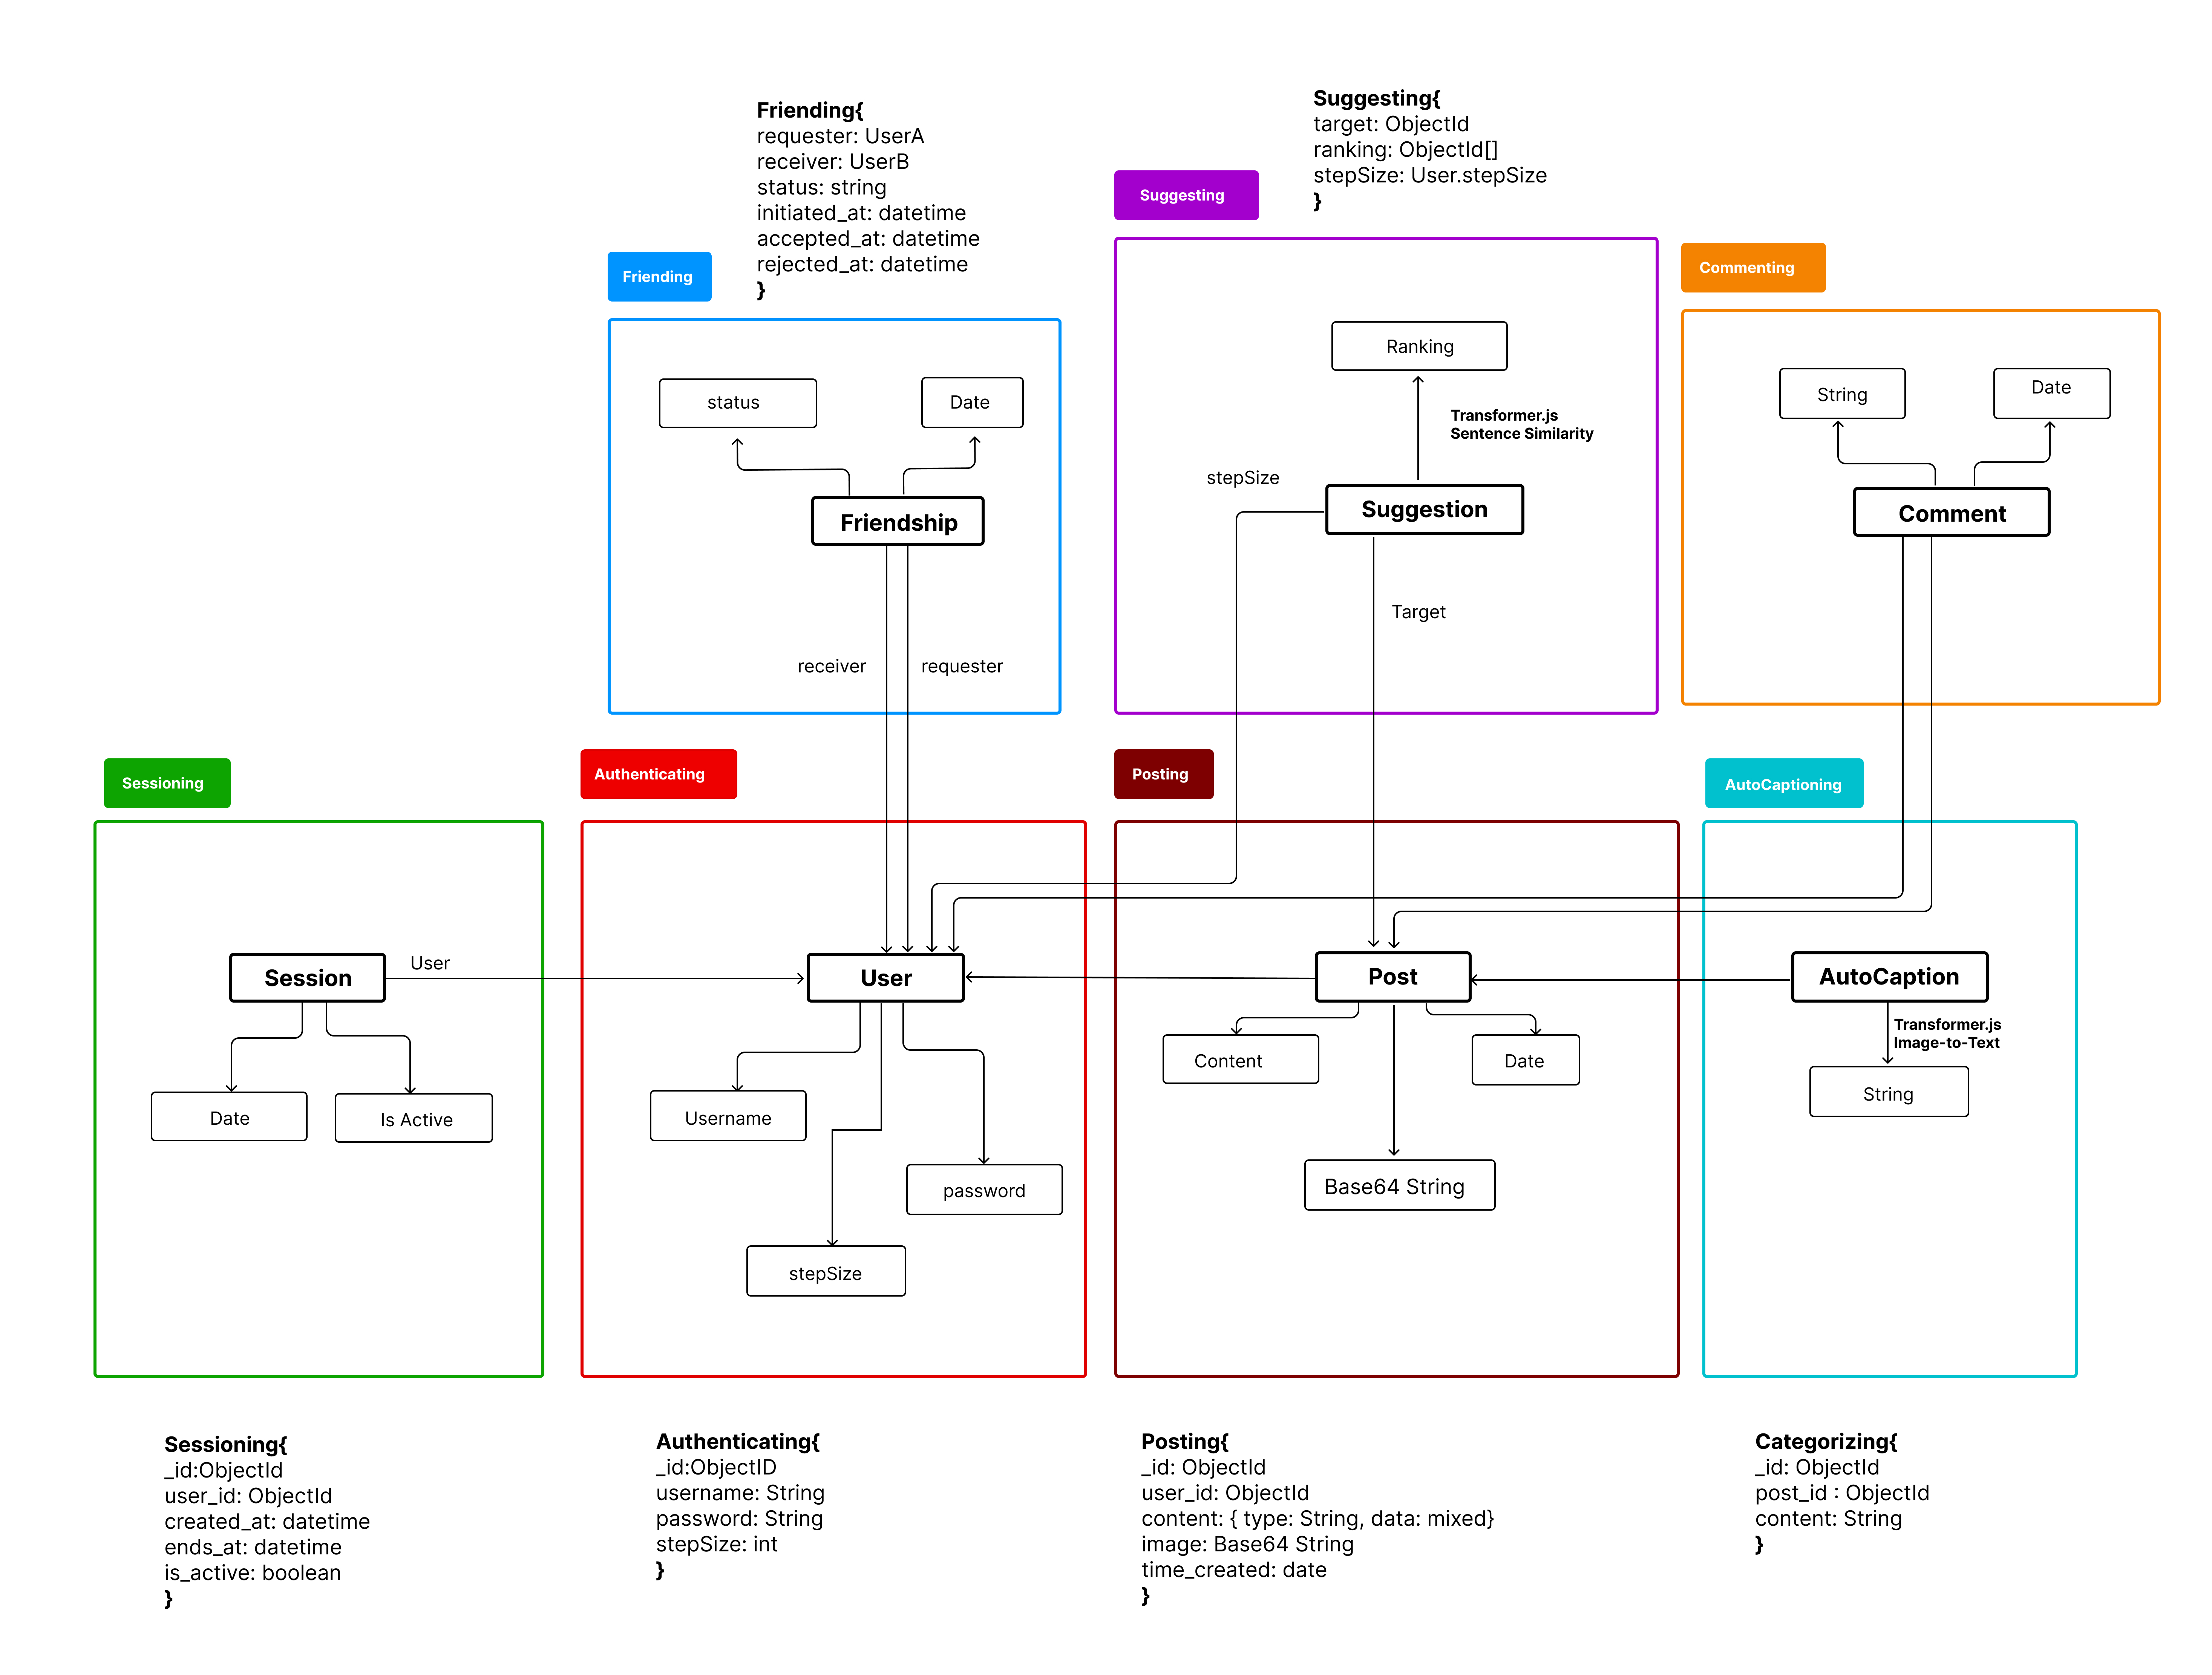 Friending{
requester: UserA
receiver: UserB
status: string
initiated_at: datetime
accepted_at: datetime
rejected_at: datetime
}
Suggesting{
target: ObjectId
ranking: ObjectId[]
stepSize: User.stepSize
}
Friending
Suggesting
Commenting
status
Date
Friendship
receiver
requester
Ranking
Transformer.js
Sentence Similarity
stepSize
Suggestion
Target
String
Date
Comment
Sessioning
Authenticating
Posting
AutoCaptioning
Session
User
Date
Is Active
User
Username
password
stepSize
Post
Content
Date
Base64 String
AutoCaption
Transformer.js
Image-to-Text
String
Sessioning{
_id:ObjectId
user_id: ObjectId
created_at: datetime
ends_at: datetime
is_active: boolean
}
Authenticating{
_id:ObjectID
username: String
password: String
stepSize: int
}
Posting{
_id: ObjectId
user_id: ObjectId
content: { type: String, data: mixed}
image: Base64 String
time_created: date
}
Categorizing{
_id: ObjectId
post_id : ObjectId
content: String
}